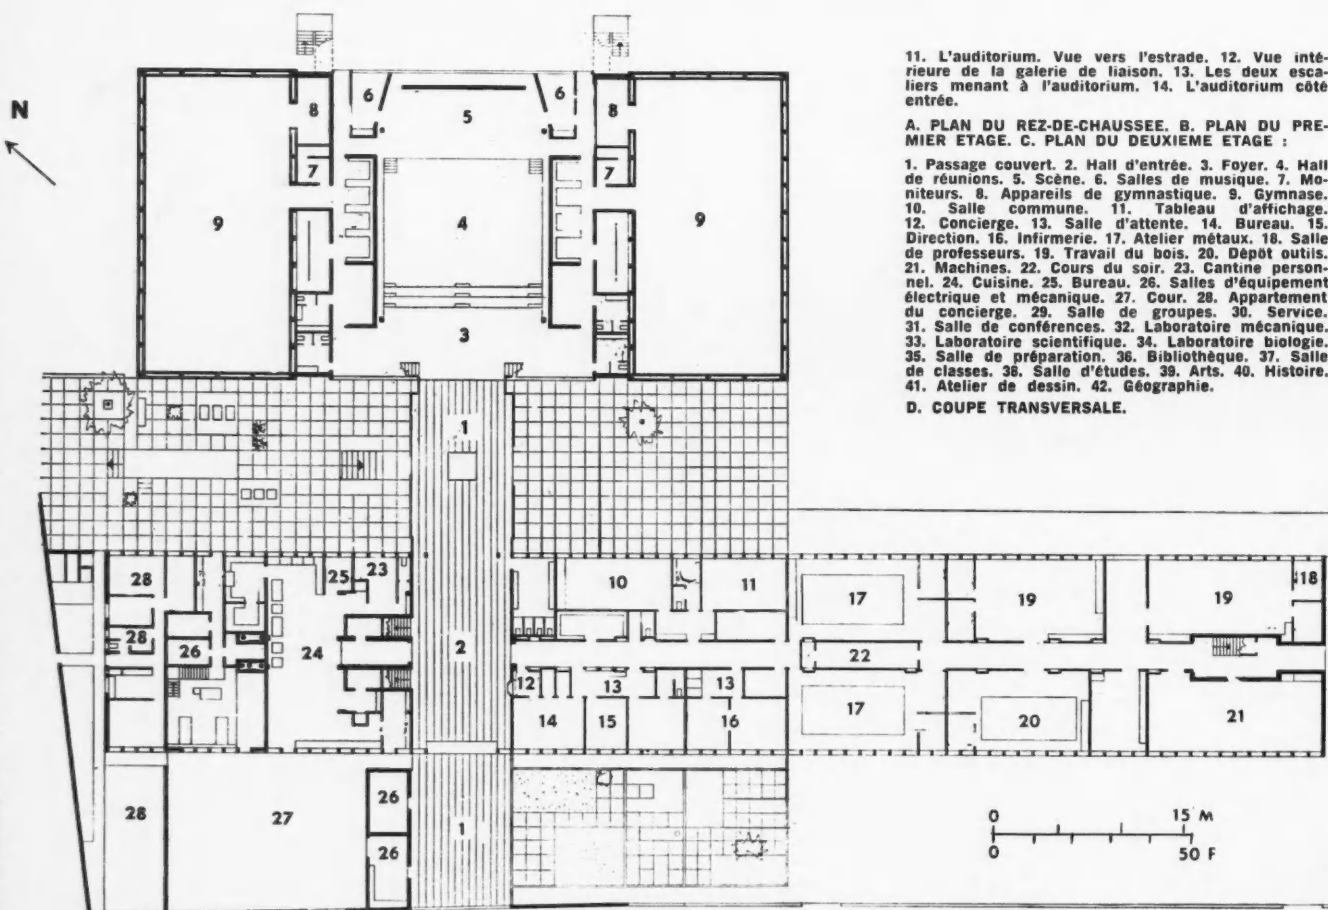 11. L'auditorium. Vue vers l'estrade. 12. Vue inté-
rieure de la galerie de liaison. 13. Les deux esca-
liers menant à l'auditorium. 14. L'auditorium côté
entrée.
A. PLAN DU REZ-DE-CHAUSSEE. B. PLAN DU PRE-
MIER ETAGE. C. PLAN DU DEUXIEME ETAGE :
1. Passage couvert. 2. Hall d'entrée. 3. Foyer. 4. Hall
de réunions. 5. Scène. 6. Salles de musique. 7. Mo-
niteurs. 8. Appareils de gymnastique. 9. Gymnase.
10. Salle commune. 11. Tableau d'affichage.
12. Concierge. 13. Salle d'attente. 14. Bureau. 15.
Direction. 16. Infirmerie. 17. Atelier métaux. 18. Salle
de professeurs. 19. Travail du bois. 20. Dépôt outils.
21. Machines. 22. Cours du soir. 23. Cantine person-
nel. 24. Cuisine. 25. Bureau. 26. Salles d'équipement
électrique et mécanique. 27. Cour. 28. Appartement
du concierge. 29. Salle de groupes. 30. Service.
31. Salle de conférences. 32. Laboratoire mécanique.
33. Laboratoire scientifique. 34. Laboratoire biologie.
35. Salle de préparation. 36. Bibliothèque. 37. Salle
de classes. 38. Salle d'études. 39. Arts. 40. Histoire.
41. Atelier de dessin. 42. Géographie.
D. COUPE TRANSVERSALE.
N
6 5 6
8 8
7 7
9 4 9
3
1
28 25 23 10 11 17 19 19 18
28 26 24 2 22
12 13 13
14 15 16 17 20 21
28 27 26 1
26
0 15 M
0 50 F